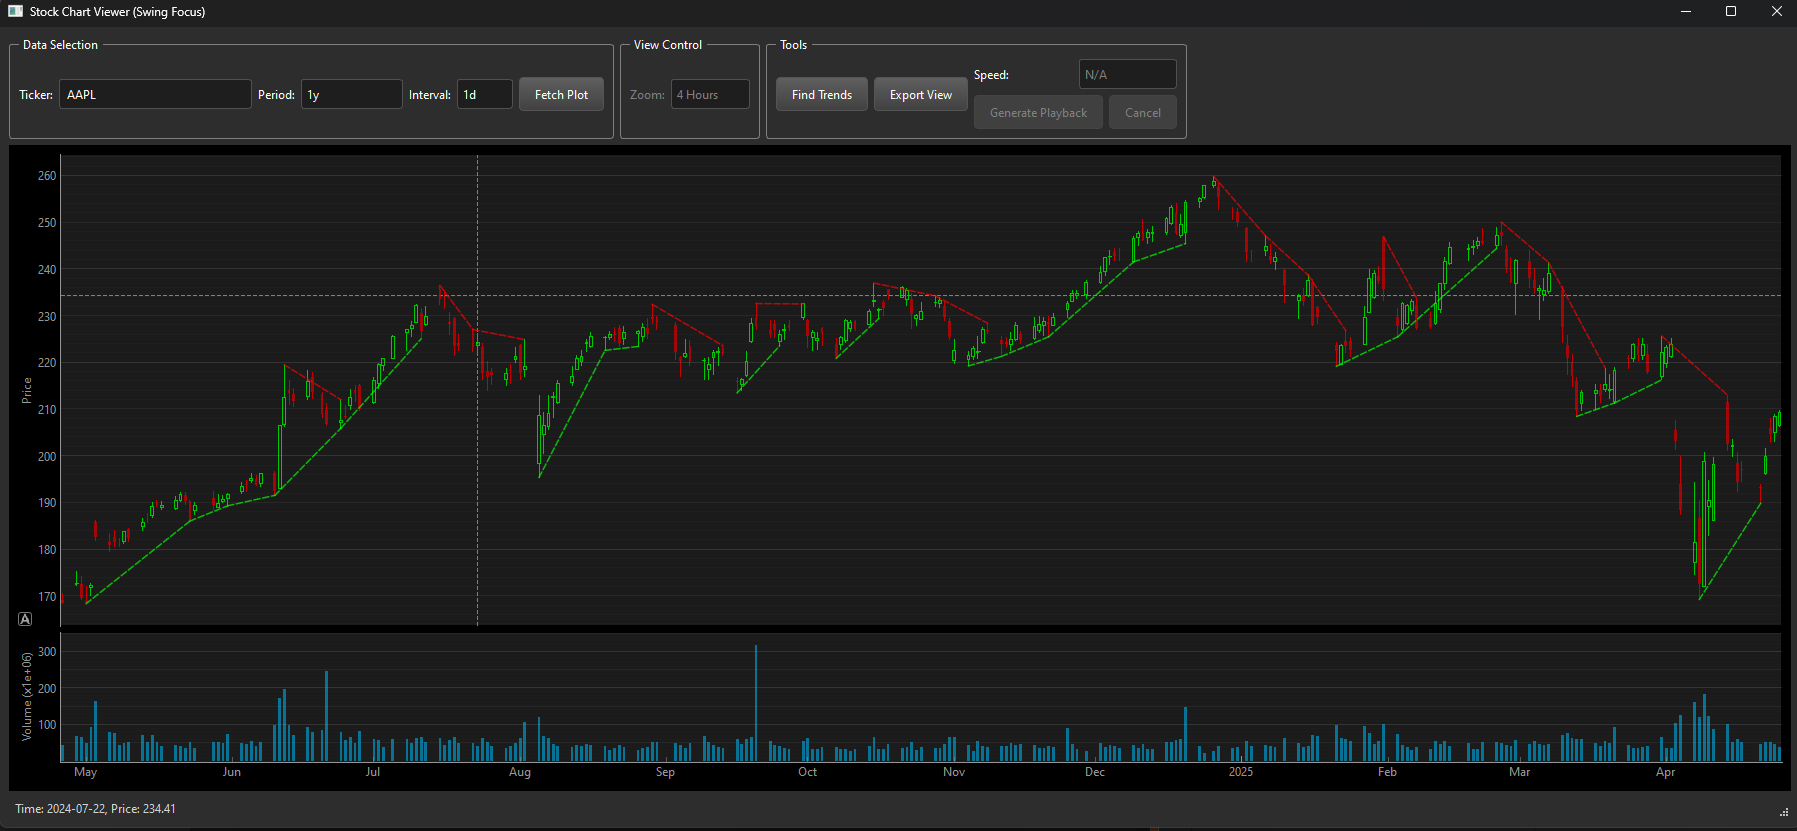 Stock Chart Viewer (Swing Focus)
Data Selection
Ticker: AAPL Period: 1y Interval: 1d Fetch Plot
View Control
Zoom: 4 Hours
Tools
Find Trends Export View
Speed: N/A
Generate Playback Cancel
260
250
240
230
220
210
200
190
180
170
Price
A
300
200
100
Volume (x1e+06)
May Jun Jul Aug Sep Oct Nov Dec 2025 Feb Mar Apr
Time: 2024-07-22, Price: 234.41